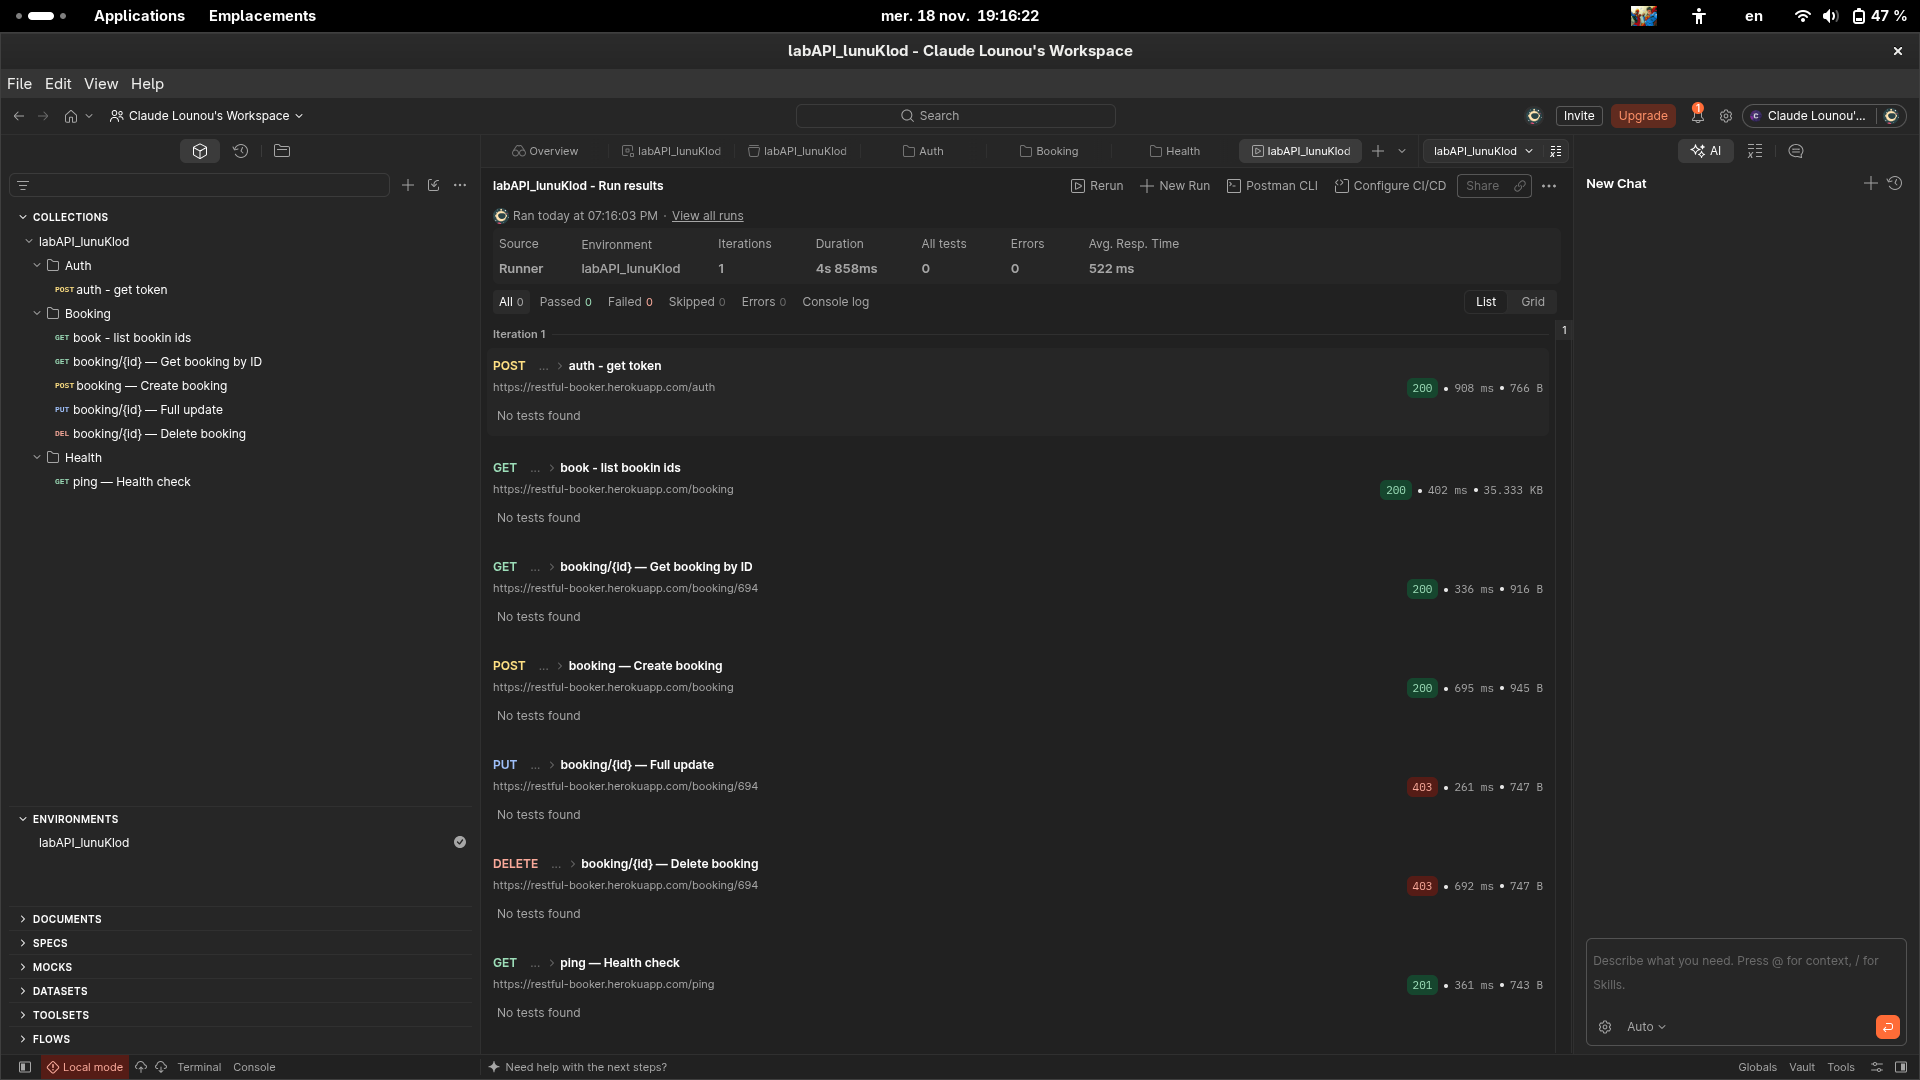 Applications Emplacements mer. 18 nov. 19:16:22 en 47 %
labAPI_lunuKlod - Claude Lounou's Workspace
File Edit View Help
Claude Lounou's Workspace Search Invite Upgrade 1 C Claude Lounou'...
Overview labAPI_lunuKlod labAPI_lunuKlod Auth Booking Health labAPI_lunuKlod labAPI_lunuKlod AI
labAPI_lunuKlod - Run results Rerun New Run Postman CLI Configure CI/CD Share
New Chat
Ran today at 07:16:03 PM · View all runs
Source Environment Iterations Duration All tests Errors Avg. Resp. Time
Runner labAPI_lunuKlod 1 4s 858ms 0 0 522 ms
All 0 Passed 0 Failed 0 Skipped 0 Errors 0 Console log List Grid
Iteration 1 1
POST ... > auth - get token
https://restful-booker.herokuapp.com/auth 200 • 908 ms • 766 B
No tests found
GET ... > book - list bookin ids
https://restful-booker.herokuapp.com/booking 200 • 402 ms • 35.333 KB
No tests found
GET ... > booking/{id} — Get booking by ID
https://restful-booker.herokuapp.com/booking/694 200 • 336 ms • 916 B
No tests found
POST ... > booking — Create booking
https://restful-booker.herokuapp.com/booking 200 • 695 ms • 945 B
No tests found
PUT ... > booking/{id} — Full update
https://restful-booker.herokuapp.com/booking/694 403 • 261 ms • 747 B
No tests found
DELETE ... > booking/{id} — Delete booking
https://restful-booker.herokuapp.com/booking/694 403 • 692 ms • 747 B
No tests found
GET ... > ping — Health check
https://restful-booker.herokuapp.com/ping 201 • 361 ms • 743 B
No tests found
COLLECTIONS
labAPI_lunuKlod
Auth
POST auth - get token
Booking
GET book - list bookin ids
GET booking/{id} — Get booking by ID
POST booking — Create booking
PUT booking/{id} — Full update
DEL booking/{id} — Delete booking
Health
GET ping — Health check
ENVIRONMENTS
labAPI_lunuKlod
DOCUMENTS
SPECS
MOCKS
DATASETS
TOOLSETS
FLOWS
Describe what you need. Press @ for context, / for
Skills.
Auto
Local mode Terminal Console Need help with the next steps? Globals Vault Tools